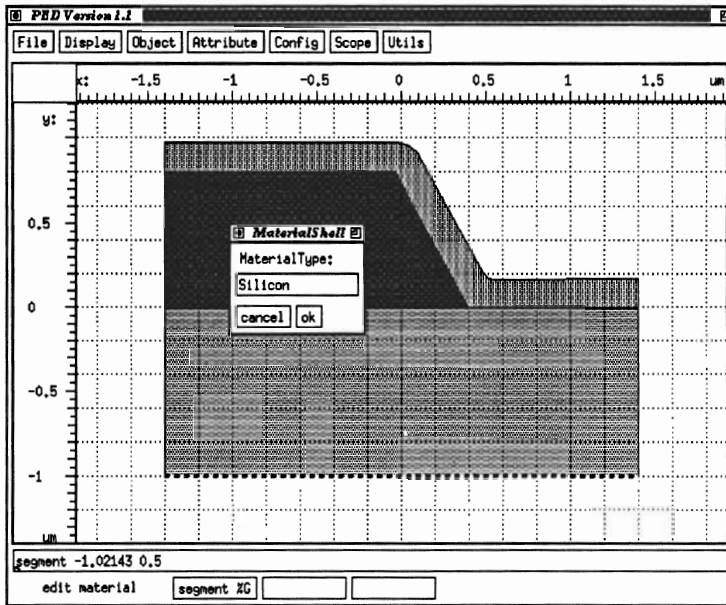 PED Version 1.1
File Display Object Attribute Config Scope Utils
x: -1.5 -1 -0.5 0 0.5 1 1.5 um
y:
0.5
0
-0.5
-1
um
MaterialShell
MaterialType:
Silicon
cancel ok
segment -1.02143 0.5
edit material segment %G